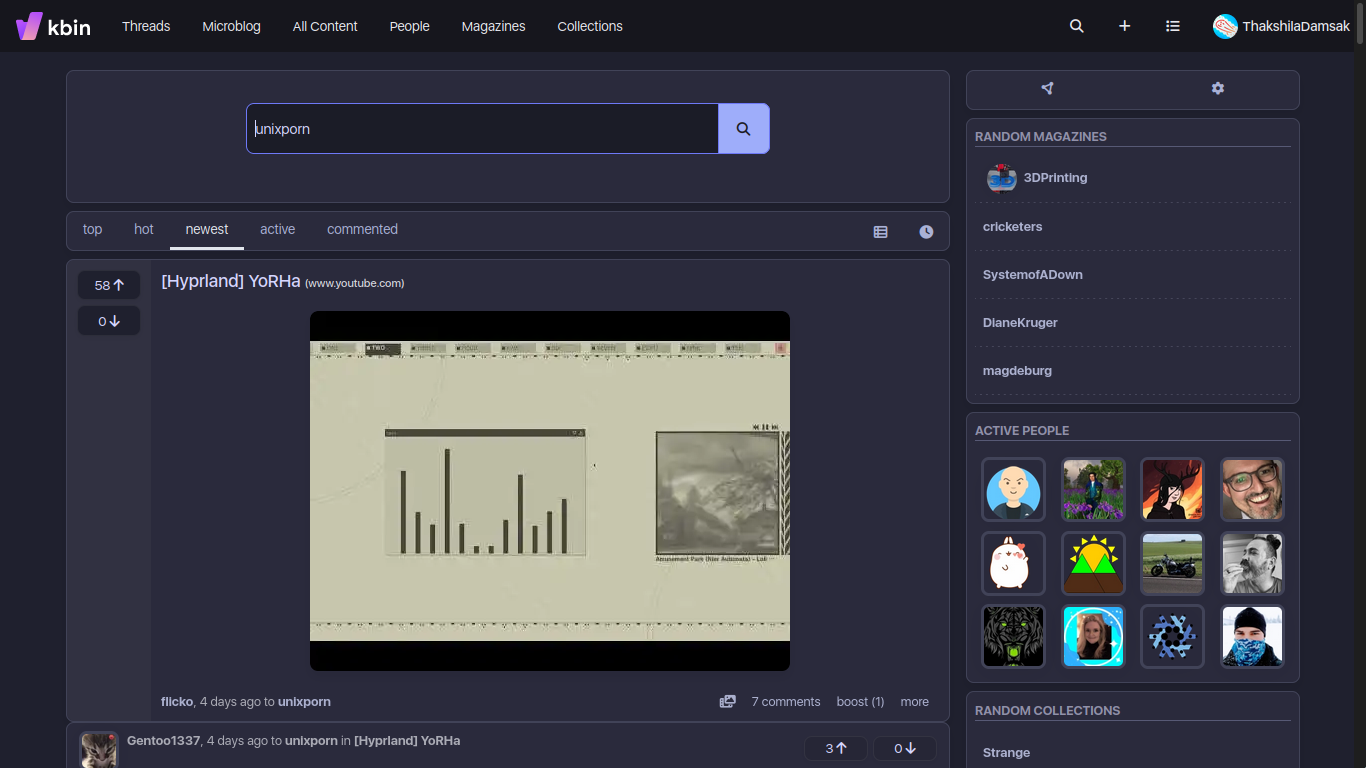 kbin
Threads
Microblog
All Content
People
Magazines
Collections
ThakshilaDamsak
unixporn
top
hot
newest
active
commented
58
0
[Hyprland] YoRHa (www.youtube.com)
TWO
Amusement Park (Nier Automata) - Lofi
flicko, 4 days ago to unixporn
7 comments
boost (1)
more
Gentoo1337, 4 days ago to unixporn in [Hyprland] YoRHa
3
0
RANDOM MAGAZINES
3DPrinting
cricketers
SystemofADown
DianeKruger
magdeburg
ACTIVE PEOPLE
RANDOM COLLECTIONS
Strange